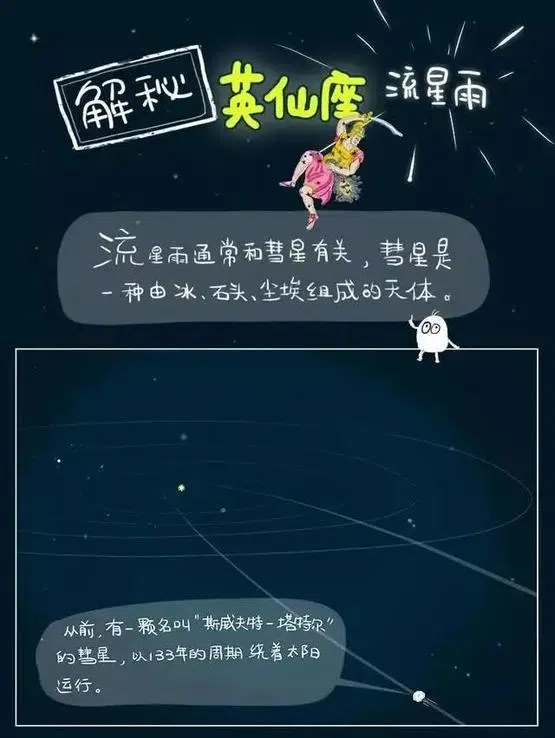 解秘 英仙座 流星雨
流星雨通常和彗星有关，彗星是
一种由冰、石头、尘埃组成的天体。
从前，有一颗名叫“斯威夫特-塔特尔”
的彗星，以133年的周期绕着太阳
运行。